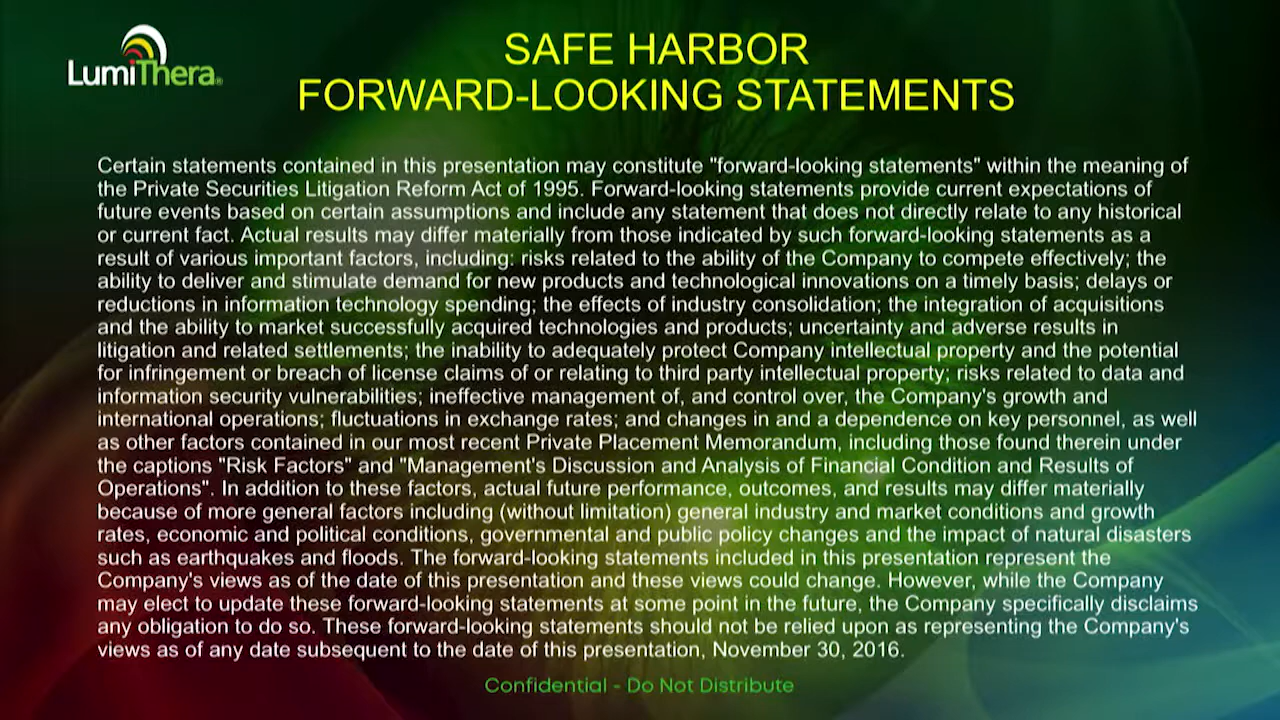 LumiThera®
SAFE HARBOR
FORWARD-LOOKING STATEMENTS
Certain statements contained in this presentation may constitute "forward-looking statements" within the meaning of
the Private Securities Litigation Reform Act of 1995. Forward-looking statements provide current expectations of
future events based on certain assumptions and include any statement that does not directly relate to any historical
or current fact. Actual results may differ materially from those indicated by such forward-looking statements as a
result of various important factors, including: risks related to the ability of the Company to compete effectively; the
ability to deliver and stimulate demand for new products and technological innovations on a timely basis; delays or
reductions in information technology spending; the effects of industry consolidation; the integration of acquisitions
and the ability to market successfully acquired technologies and products; uncertainty and adverse results in
litigation and related settlements; the inability to adequately protect Company intellectual property and the potential
for infringement or breach of license claims of or relating to third party intellectual property; risks related to data and
information security vulnerabilities; ineffective management of, and control over, the Company's growth and
international operations; fluctuations in exchange rates; and changes in and a dependence on key personnel, as well
as other factors contained in our most recent Private Placement Memorandum, including those found therein under
the captions "Risk Factors" and "Management's Discussion and Analysis of Financial Condition and Results of
Operations". In addition to these factors, actual future performance, outcomes, and results may differ materially
because of more general factors including (without limitation) general industry and market conditions and growth
rates, economic and political conditions, governmental and public policy changes and the impact of natural disasters
such as earthquakes and floods. The forward-looking statements included in this presentation represent the
Company's views as of the date of this presentation and these views could change. However, while the Company
may elect to update these forward-looking statements at some point in the future, the Company specifically disclaims
any obligation to do so. These forward-looking statements should not be relied upon as representing the Company's
views as of any date subsequent to the date of this presentation, November 30, 2016.
Confidential - Do Not Distribute